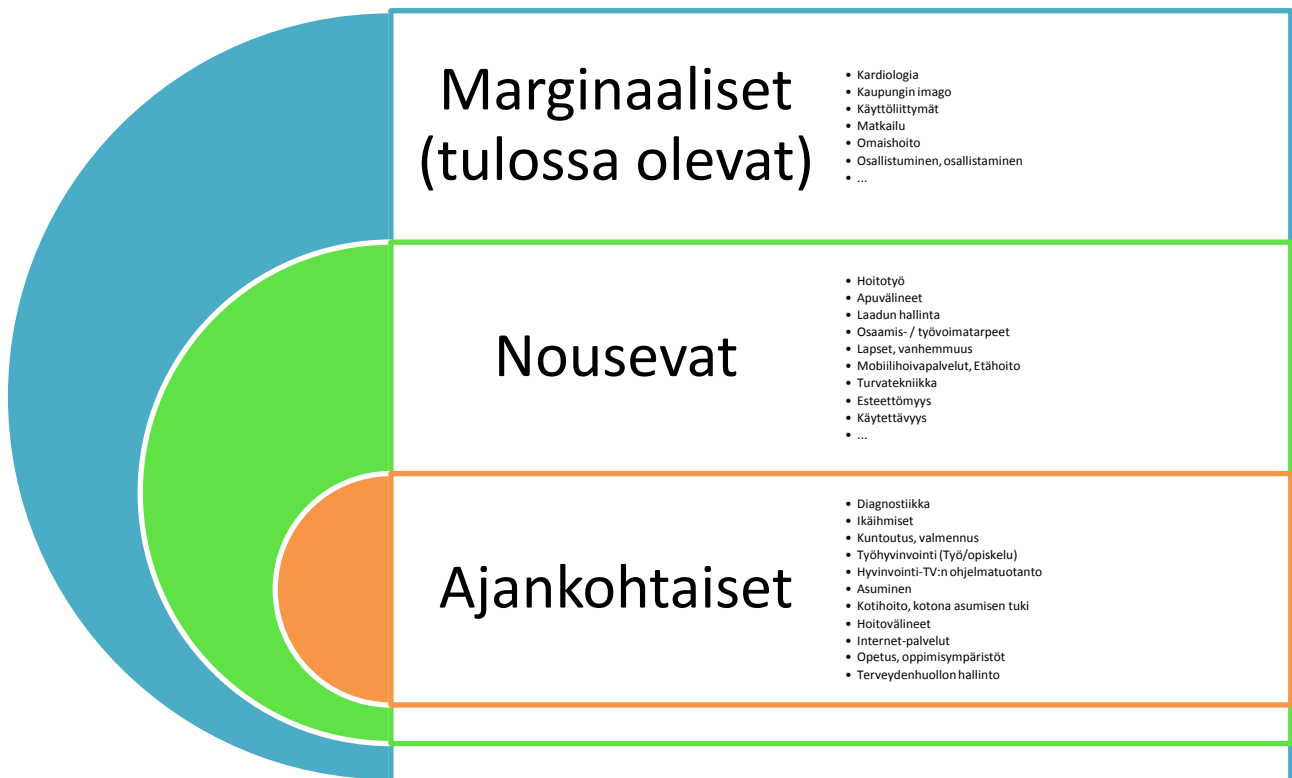 Marginaaliset
(tulossa olevat)
• Kardiologia
• Kaupungin imago
• Käyttöliittymät
• Matkailu
• Omaishoito
• Osallistuminen, osallistaminen
• ...
Nousevat
• Hoitotyö
• Apuvälineet
• Laadun hallinta
• Osaamis- / työvoimatarpeet
• Lapset, vanhemmuus
• Mobiilihoivapalvelut, Etähoito
• Turvatekniikka
• Esteettömyys
• Käytettävyys
• ...
Ajankohtaiset
• Diagnostiikka
• Ikäihmiset
• Kuntoutus, valmennus
• Työhyvinvointi (Työ/opiskelu)
• Hyvinvointi-TV:n ohjelmatuotanto
• Asuminen
• Kotihoito, kotona asumisen tuki
• Hoitovälineet
• Internet-palvelut
• Opetus, oppimisympäristöt
• Terveydenhuollon hallinto